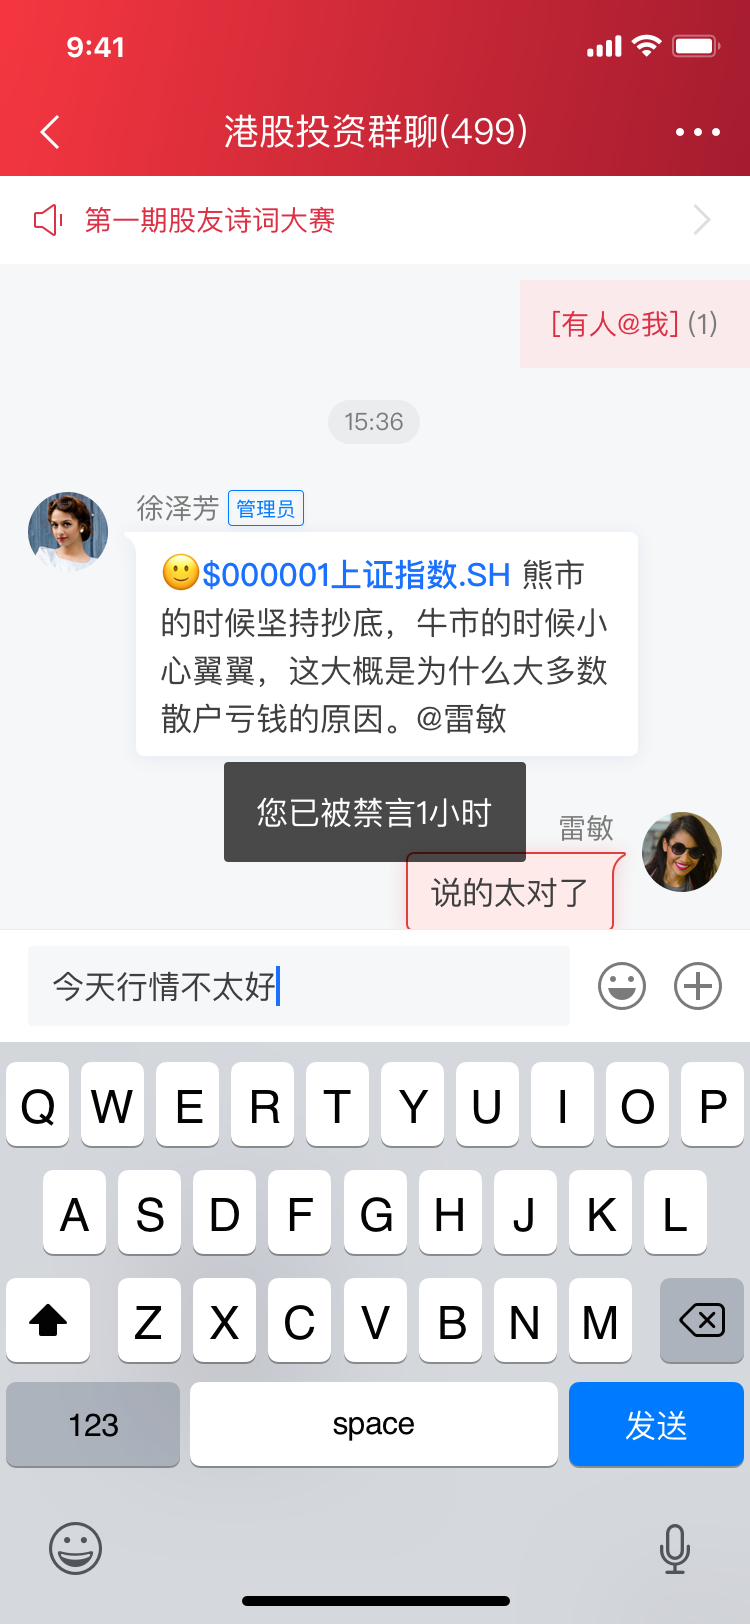 9:41
港股投资群聊(499)
第一期股友诗词大赛
[有人@我] (1)
15:36
徐泽芳 管理员
$000001上证指数.SH 熊市
的时候坚持抄底，牛市的时候小
心翼翼，这大概是为什么大多数
散户亏钱的原因。@雷敏
您已被禁言1小时
雷敏
说的太对了
今天行情不太好
Q W E R T Y U I O P
A S D F G H J K L
Z X C V B N M
123 space 发送